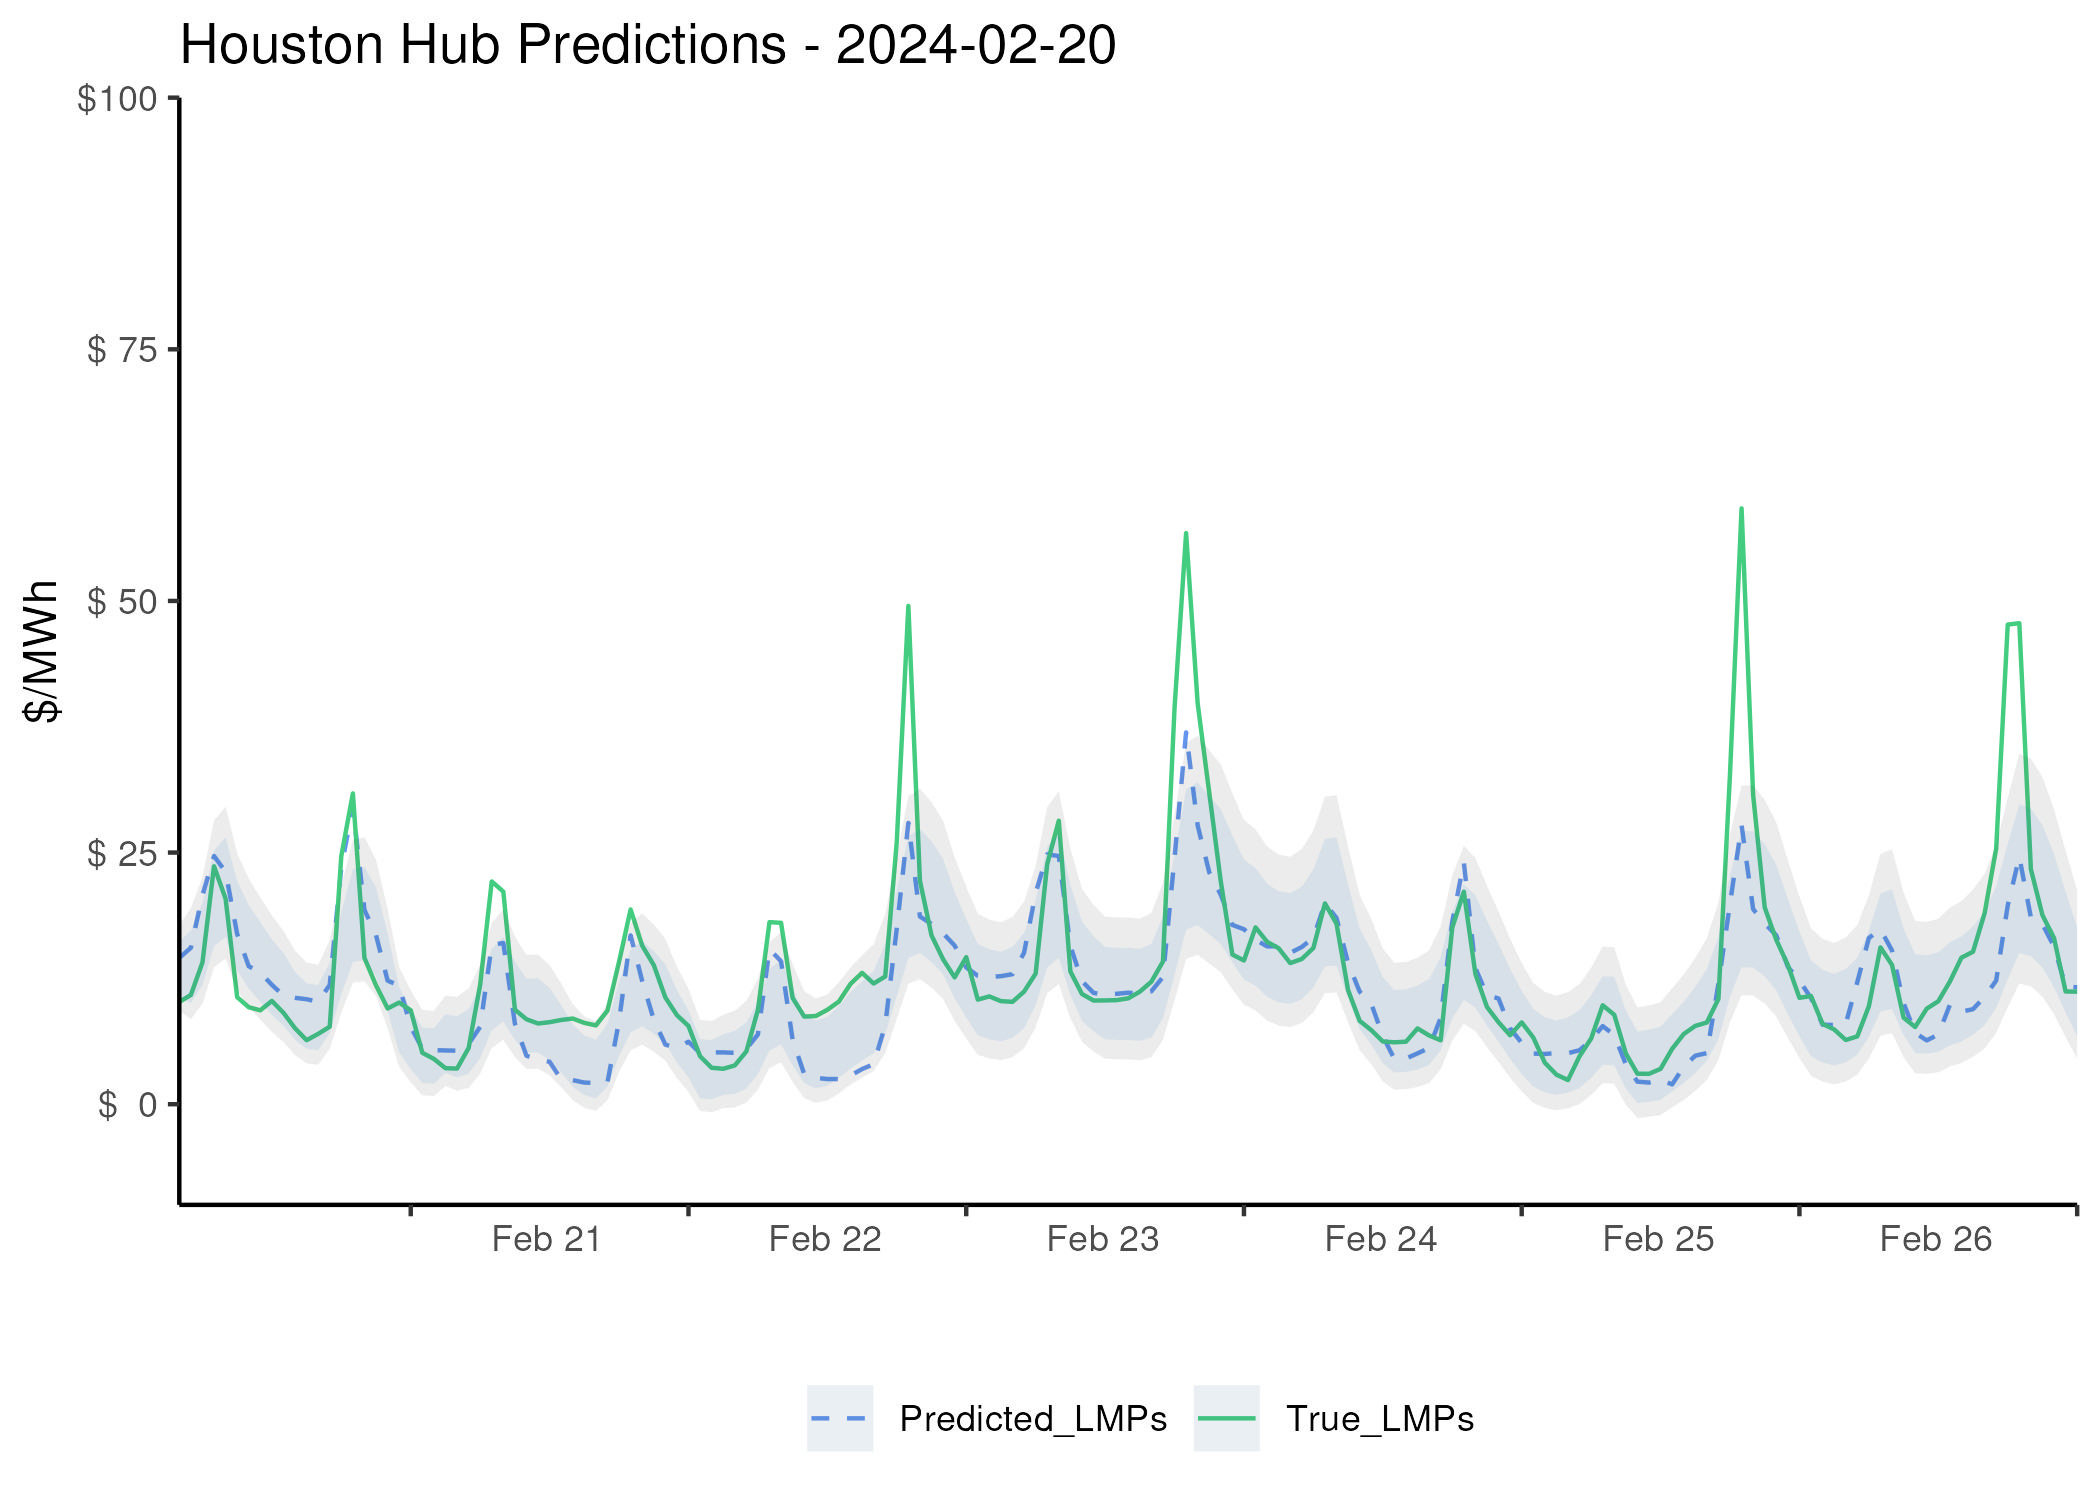 Houston Hub Predictions - 2024-02-20
$100
$ 75
$ 50
$ 25
$ 0
$/MWh
Feb 21 Feb 22 Feb 23 Feb 24 Feb 25 Feb 26
Predicted_LMPs True_LMPs